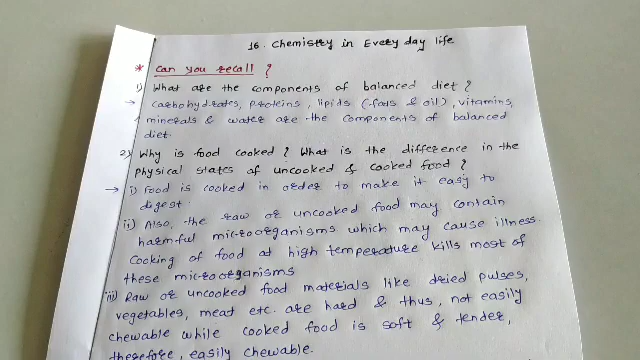 16. Chemistry in Every day life
* Can you recall ?
1) What are the components of balanced diet ?
→ Carbohydrates, proteins, lipids (fats & oil), vitamins,
minerals & water are the components of balanced
diet.
2) Why is food cooked ? What is the difference in the
physical states of uncooked & cooked food ?
→ i) Food is cooked in order to make it easy to
digest.
ii) Also, the raw or uncooked food may contain
harmful microorganisms which may cause illness.
Cooking of food at high temperature kills most of
these microorganisms
iii) Raw or uncooked food materials like dried pulses,
vegetables, meat etc. are hard & thus, not easily
chewable while cooked food is soft & tender,
therefore, easily chewable.